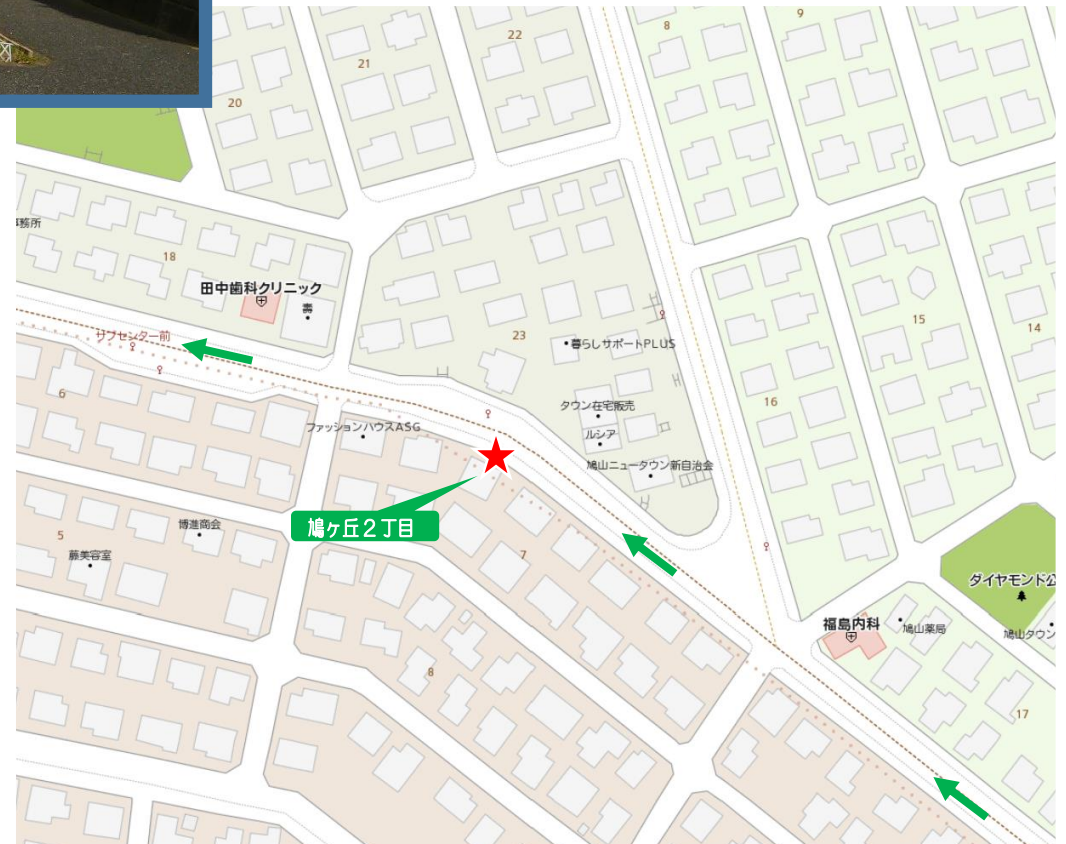 22
9
8
21
20
務所
18
田中歯科クリニック
壽
サブセンター前
23
暮らしサポートPLUS
15
14
6
16
タウン在宅販売
ファッションハウスASG
ルシア
鳩山ニュータウン新自治会
鳩ヶ丘2丁目
博進商会
5
藤美容室
7
ダイヤモンド公
福島内科
鳩山薬局
鳩山タウン
8
17